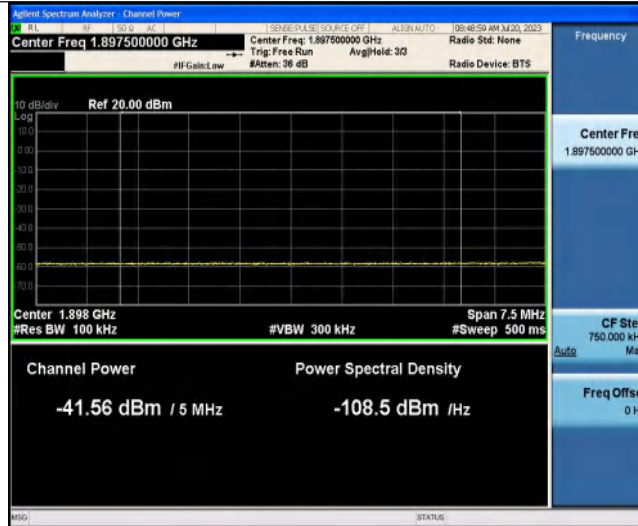 Agilent Spectrum Analyzer - Channel Power
RL RF 50 Ω AC SENSE:PULSE SOURCE OFF ALIGN AUTO 08:48:59 AM Jul 20, 2023
Center Freq 1.897500000 GHz
Center Freq: 1.897500000 GHz
Radio Std: None
Trig: Free Run Avg|Hold: 3/3
#IFGain:Low
#Atten: 36 dB
Radio Device: BTS
10 dB/div Ref 20.00 dBm
Log
10.0
0.00
-10.0
-20.0
-30.0
-40.0
-50.0
-60.0
-70.0
Center 1.898 GHz
Span 7.5 MHz
#Res BW 100 kHz
#VBW 300 kHz
#Sweep 500 ms
Channel Power
Power Spectral Density
-41.56 dBm / 5 MHz
-108.5 dBm /Hz
MSG
STATUS
Frequency
Center Fre
1.897500000 GH
CF Ste
750.000 kH
Auto Ma
Freq Offse
0 H